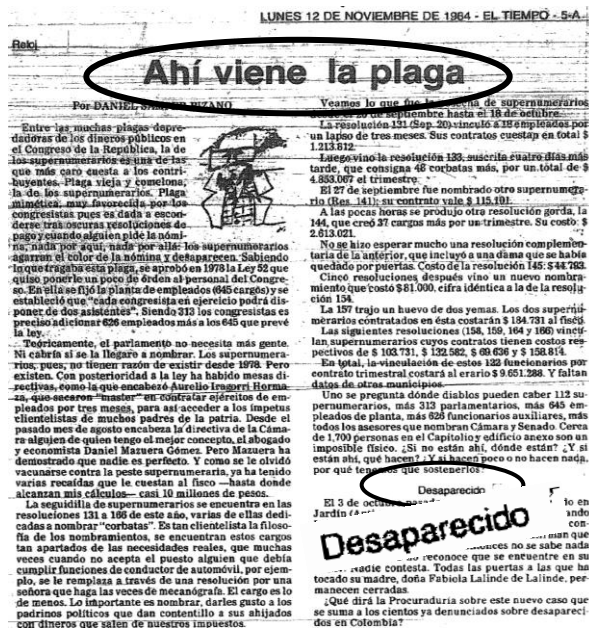 LUNES 12 DE NOVIEMBRE DE 1984 - EL TIEMPO - 5-A
Reloj
Ahí viene la plaga
Por DANIEL SAMPER PIZANO
Entre las muchas plagas depre-
dadoras de los dineros públicos en
el Congreso de la República, la de
los supernumerarios es una de las
que más caro cuesta a los contri-
buyentes. Plaga vieja y comelona,
la de los supernumerarios. Plaga
mimética, muy favorecida por los
congresistas pues es dada a escon-
derse tras oscuras resoluciones de
pago y cuando alguien pide la nómi-
na, nada por aquí, nada por allá: los supernumerarios
agarran el color de la nómina y desaparecen. Sabiendo
lo que tragaba esta plaga, se aprobó en 1978 la Ley 52 que
quiso ponerle un poco de orden al personal del Congre-
so. En ella se fijó la planta de empleados (645 cargos) y se
estableció que "cada congresista en ejercicio podrá dis-
poner de dos asistentes". Siendo 313 los congresistas es
preciso adicionar 626 empleados más a los 645 que prevé
la ley.
Teóricamente, el parlamento no necesita más gente.
Ni cabría si se la llegare a nombrar. Los supernumera-
rios, pues, no tienen razón de existir desde 1978. Pero
existen. Con posterioridad a la ley ha habido mesas di-
rectivas, como la que encabezó Aurelio Iragorri Horma-
za, que sacaron "master" en contratar ejércitos de em-
pleados por tres meses, para así acceder a los ímpetus
clientelistas de muchos padres de la patria. Desde el
pasado mes de agosto encabeza la directiva de la Cáma-
ra alguien de quien tengo el mejor concepto, el abogado
y economista Daniel Mazuera Gómez. Pero Mazuera ha
demostrado que nadie es perfecto. Y como se le olvidó
vacunarse contra la peste supernumeraria, ya ha tenido
varias recaídas que le cuestan al fisco —hasta donde
alcanzan mis cálculos— casi 10 millones de pesos.
La seguidilla de supernumerarios se encuentra en las
resoluciones 131 a 166 de este año, varias de ellas dedi-
cadas a nombrar "corbatas". Es tan clientelista la filoso-
fía de los nombramientos, se encuentran estos cargos
tan apartados de las necesidades reales, que muchas
veces cuando no acepta el puesto alguien que debía
cumplir funciones de conductor de automóvil, por ejem-
plo, se le remplaza a través de una resolución por una
señora que haga las veces de mecanógrafa. El cargo es lo
de menos. Lo importante es nombrar, darles gusto a los
padrinos políticos que dan contentillo a sus ahijados
con dineros que salen de nuestros impuestos.
Veamos lo que fue la cosecha de supernumerarios
desde el 20 de septiembre hasta el 18 de octubre.
La resolución 131 (Sep. 20) vinculó a 18 empleados por
un lapso de tres meses. Sus contratos cuestan en total $
1.213.812.
Luego vino la resolución 133, suscrita cuatro días más
tarde, que consigna 48 corbatas más, por un total de $
4.853.067 el trimestre.
El 27 de septiembre fue nombrado otro supernumera-
rio (Res. 141); su contrato vale $ 115.101.
A las pocas horas se produjo otra resolución gorda, la
144, que creó 37 cargos más por un trimestre. Su costo: $
2.613.021.
No se hizo esperar mucho una resolución complemen-
taria de la anterior, que incluyó a una dama que se había
quedado por puertas. Costo de la resolución 145: $44.783.
Cinco resoluciones después vino un nuevo nombra-
miento que costó $81.000, cifra idéntica a la de la resolu-
ción 154.
La 157 trajo un huevo de dos yemas. Los dos supernu-
merarios contratados en ésta costarán $ 184.731 al fisco.
Las siguientes resoluciones (158, 159, 164 y 166) vincu-
lan supernumerarios cuyos contratos tienen costos res-
pectivos de $ 103.731, $ 132.582, $ 69.636 y $ 158.814.
En total, la vinculación de estos 122 funcionarios por
contrato trimestral costará al erario $ 9.651.288. Y faltan
datos de otros municipios.
Uno se pregunta dónde diablos pueden caber 112 su-
pernumerarios, más 313 parlamentarios, más 645 em-
pleados de planta, más 626 funcionarios auxiliares, más
todos los asesores que nombran Cámara y Senado. Cerca
de 1,700 personas en el Capitolio y edificio anexo son un
imposible físico. ¿Si no están ahí, dónde están? ¿Y si
están ahí, qué hacen? ¿Y si hacen poco o no hacen nada,
por qué tenemos que sostenerlos?
Desaparecido
El 3 de octubre en
Jardín ando
con-
Desaparecido
man que
entonces no se sabe nada
reconoce que se encuentre en su
Nadie contesta. Todas las puertas a las que ha
tocado su madre, doña Fabiola Lalinde de Lalinde, per-
manecen cerradas.
¿Qué dirá la Procuraduría sobre este nuevo caso que
se suma a los cientos ya denunciados sobre desapareci-
dos en Colombia?